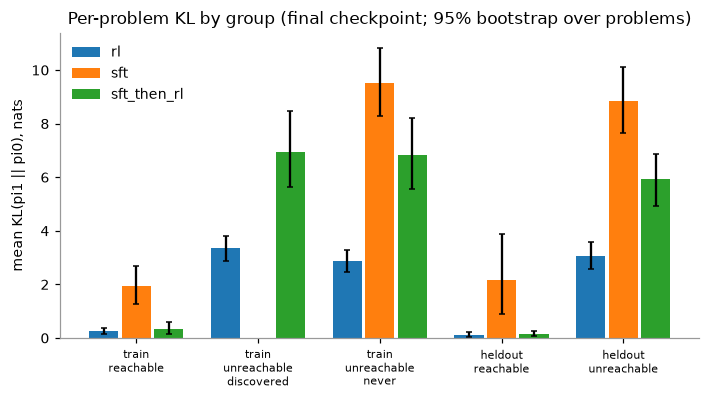 Per-problem KL by group (final checkpoint; 95% bootstrap over problems)
rl
sft
sft_then_rl
mean KL(pi1 || pi0), nats
10
8
6
4
2
0
train
reachable
train
unreachable
discovered
train
unreachable
never
heldout
reachable
heldout
unreachable